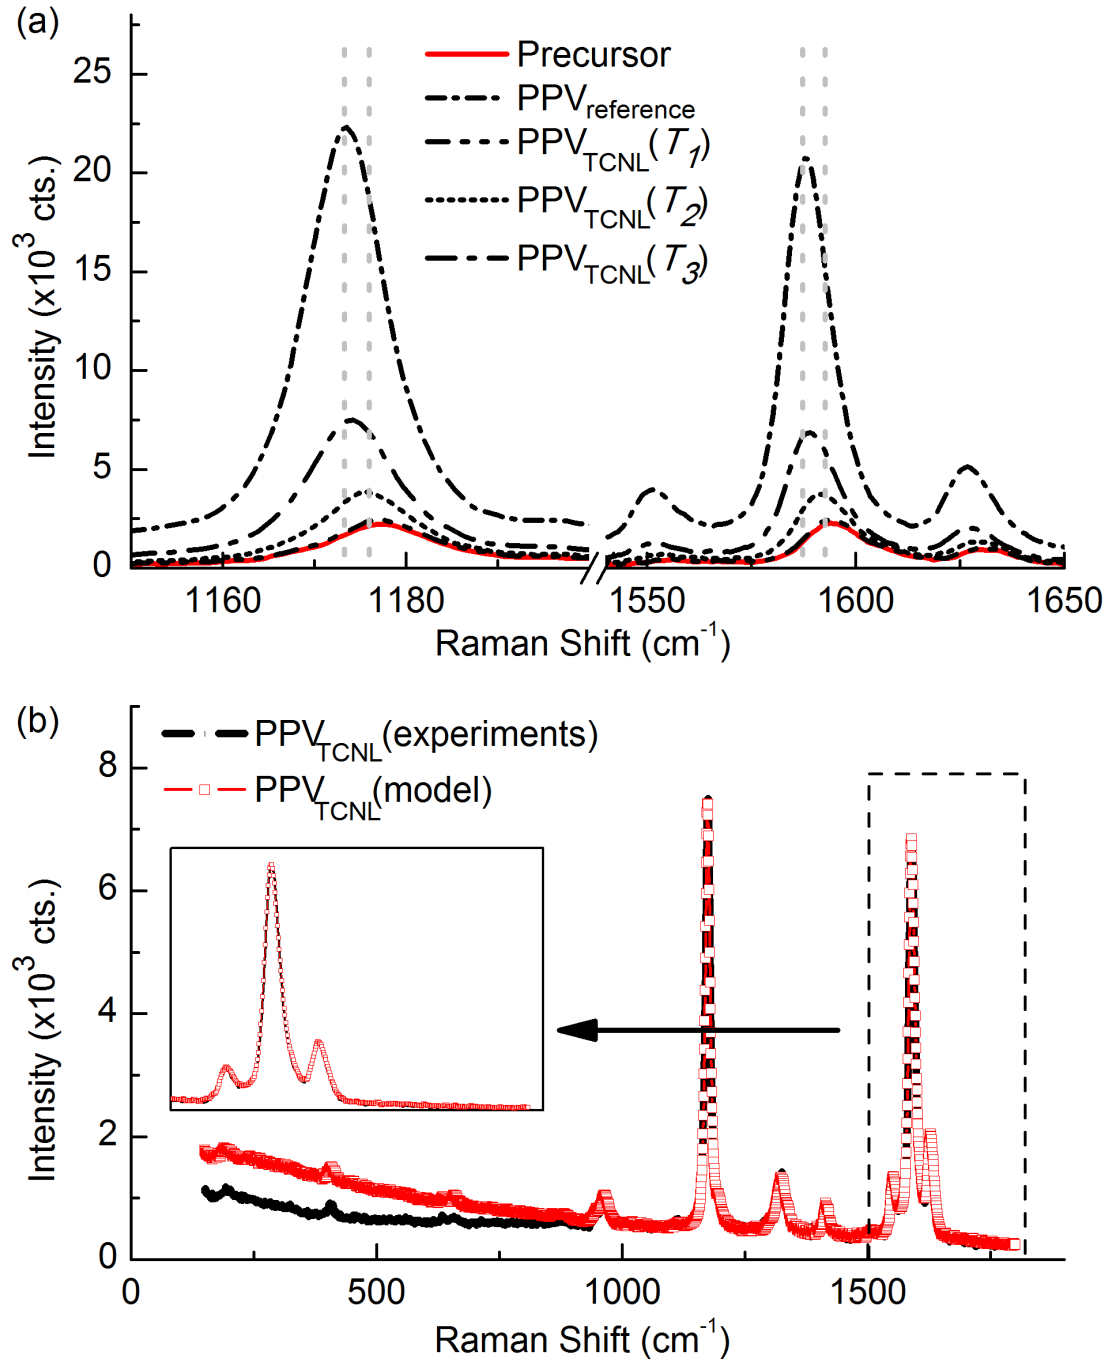 (a)
Precursor
PPVreference
PPVTCNL(T1)
PPVTCNL(T2)
PPVTCNL(T3)
25
20
15
10
5
0
Intensity (x10³ cts.)
1160
1180
1550
1600
1650
Raman Shift (cm⁻¹)
(b)
PPVTCNL(experiments)
PPVTCNL(model)
8
6
4
2
0
Intensity (x10³ cts.)
0
500
1000
1500
Raman Shift (cm⁻¹)